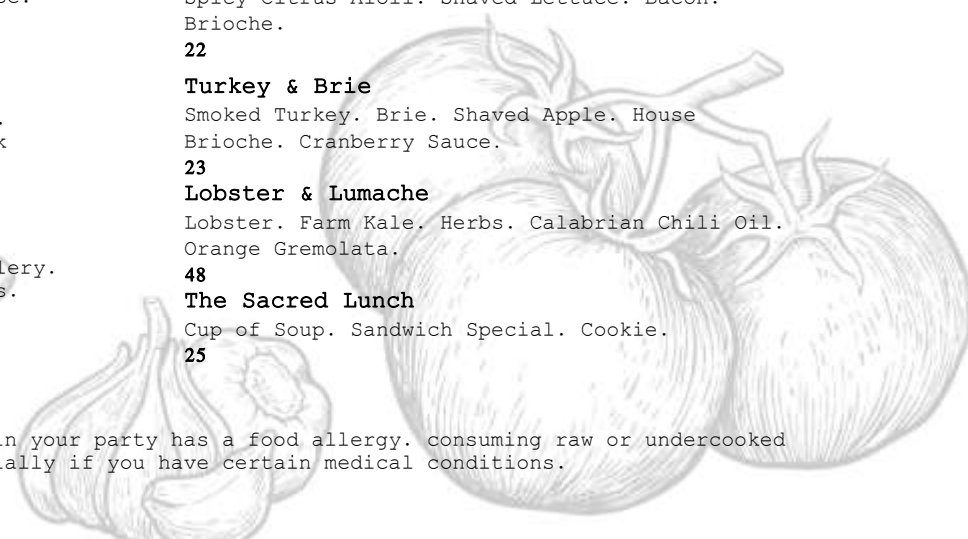 Spicy Citrus Aioli. Shaved Lettuce. Bacon.
Brioche.
22
Turkey & Brie
Smoked Turkey. Brie. Shaved Apple. House
Brioche. Cranberry Sauce.
23
Lobster & Lumache
Lobster. Farm Kale. Herbs. Calabrian Chili Oil.
Orange Gremolata.
48
The Sacred Lunch
Cup of Soup. Sandwich Special. Cookie.
25
lery.
s.
in your party has a food allergy. consuming raw or undercooked
ially if you have certain medical conditions.